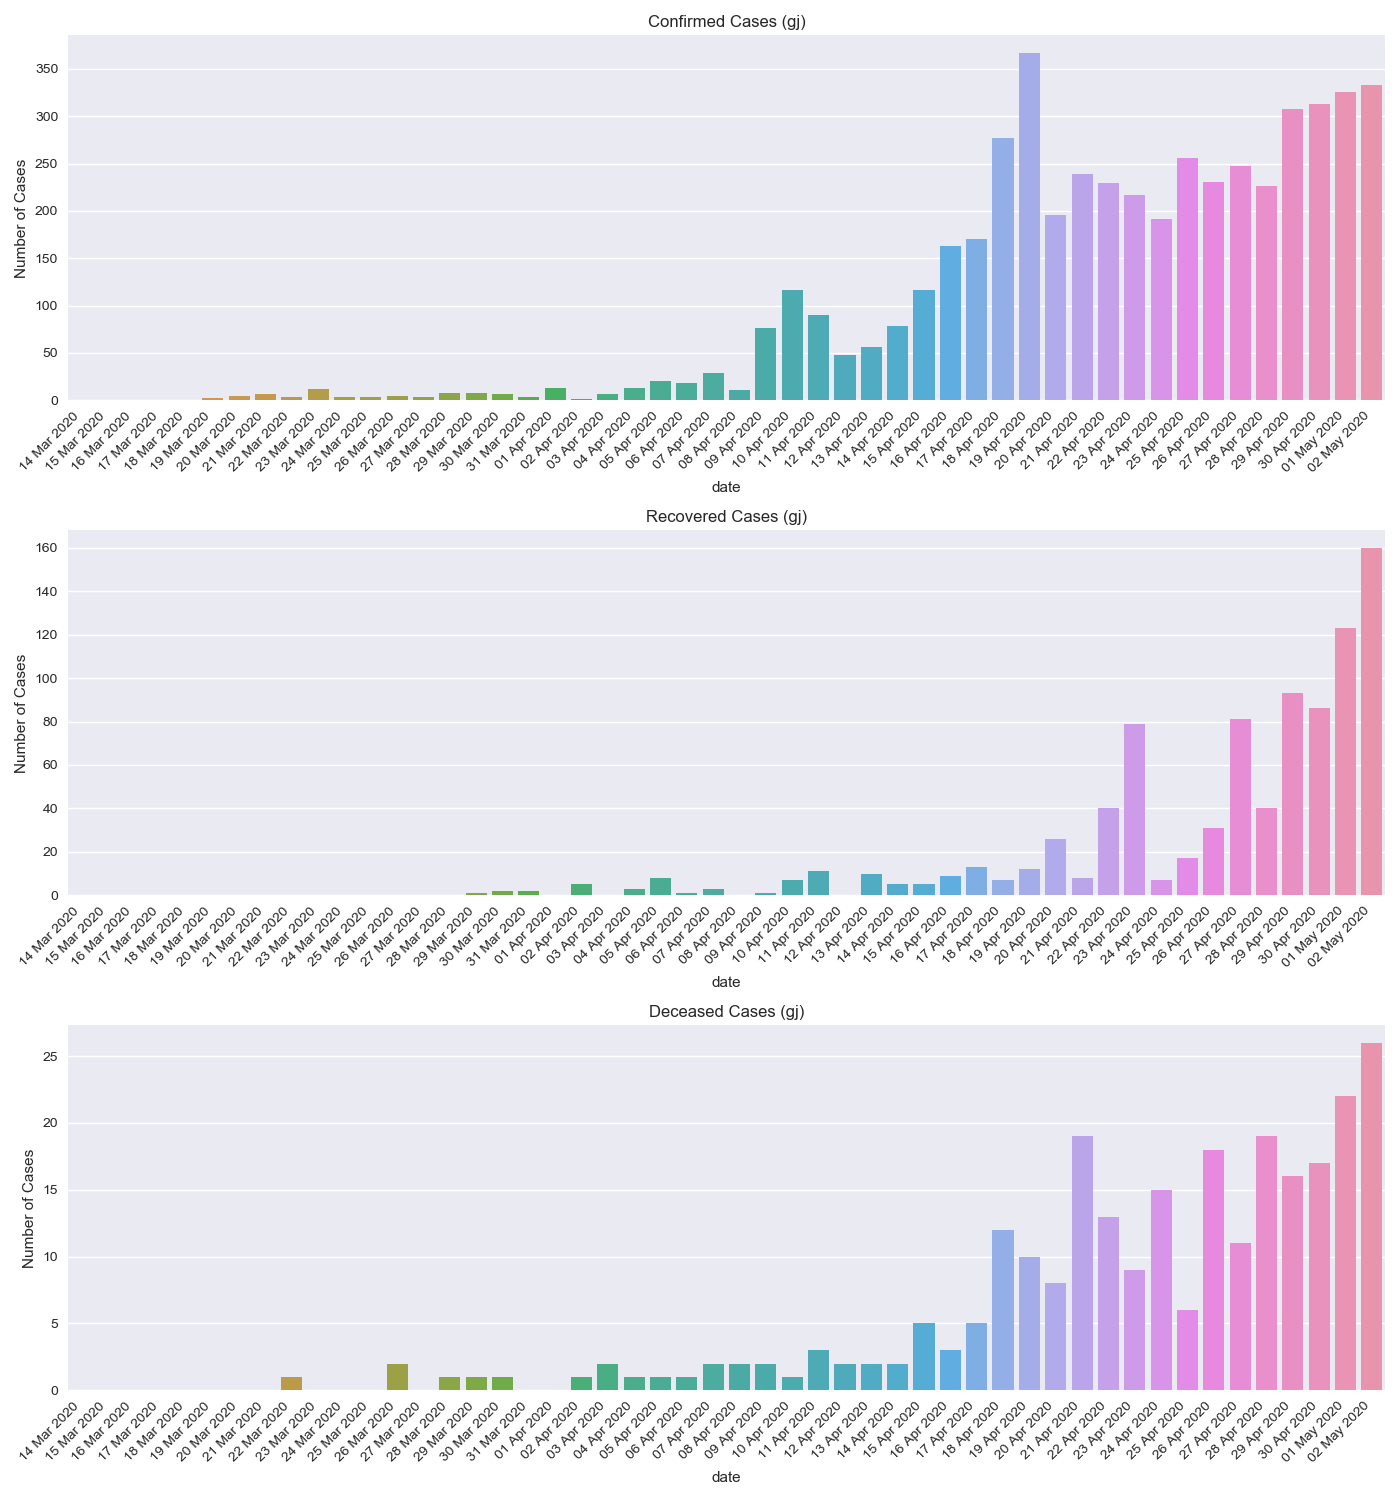 Confirmed Cases (gj)
350
300
250
200
150
100
50
0
Number of Cases
14 Mar 2020
15 Mar 2020
16 Mar 2020
17 Mar 2020
18 Mar 2020
19 Mar 2020
20 Mar 2020
21 Mar 2020
22 Mar 2020
23 Mar 2020
24 Mar 2020
25 Mar 2020
26 Mar 2020
27 Mar 2020
28 Mar 2020
29 Mar 2020
30 Mar 2020
31 Mar 2020
01 Apr 2020
02 Apr 2020
03 Apr 2020
04 Apr 2020
05 Apr 2020
06 Apr 2020
07 Apr 2020
08 Apr 2020
09 Apr 2020
10 Apr 2020
11 Apr 2020
12 Apr 2020
13 Apr 2020
14 Apr 2020
15 Apr 2020
16 Apr 2020
17 Apr 2020
18 Apr 2020
19 Apr 2020
20 Apr 2020
21 Apr 2020
22 Apr 2020
23 Apr 2020
24 Apr 2020
25 Apr 2020
26 Apr 2020
27 Apr 2020
28 Apr 2020
29 Apr 2020
30 Apr 2020
01 May 2020
02 May 2020
date
Recovered Cases (gj)
160
140
120
100
80
60
40
20
0
Number of Cases
14 Mar 2020
15 Mar 2020
16 Mar 2020
17 Mar 2020
18 Mar 2020
19 Mar 2020
20 Mar 2020
21 Mar 2020
22 Mar 2020
23 Mar 2020
24 Mar 2020
25 Mar 2020
26 Mar 2020
27 Mar 2020
28 Mar 2020
29 Mar 2020
30 Mar 2020
31 Mar 2020
01 Apr 2020
02 Apr 2020
03 Apr 2020
04 Apr 2020
05 Apr 2020
06 Apr 2020
07 Apr 2020
08 Apr 2020
09 Apr 2020
10 Apr 2020
11 Apr 2020
12 Apr 2020
13 Apr 2020
14 Apr 2020
15 Apr 2020
16 Apr 2020
17 Apr 2020
18 Apr 2020
19 Apr 2020
20 Apr 2020
21 Apr 2020
22 Apr 2020
23 Apr 2020
24 Apr 2020
25 Apr 2020
26 Apr 2020
27 Apr 2020
28 Apr 2020
29 Apr 2020
30 Apr 2020
01 May 2020
02 May 2020
date
Deceased Cases (gj)
25
20
15
10
5
0
Number of Cases
14 Mar 2020
15 Mar 2020
16 Mar 2020
17 Mar 2020
18 Mar 2020
19 Mar 2020
20 Mar 2020
21 Mar 2020
22 Mar 2020
23 Mar 2020
24 Mar 2020
25 Mar 2020
26 Mar 2020
27 Mar 2020
28 Mar 2020
29 Mar 2020
30 Mar 2020
31 Mar 2020
01 Apr 2020
02 Apr 2020
03 Apr 2020
04 Apr 2020
05 Apr 2020
06 Apr 2020
07 Apr 2020
08 Apr 2020
09 Apr 2020
10 Apr 2020
11 Apr 2020
12 Apr 2020
13 Apr 2020
14 Apr 2020
15 Apr 2020
16 Apr 2020
17 Apr 2020
18 Apr 2020
19 Apr 2020
20 Apr 2020
21 Apr 2020
22 Apr 2020
23 Apr 2020
24 Apr 2020
25 Apr 2020
26 Apr 2020
27 Apr 2020
28 Apr 2020
29 Apr 2020
30 Apr 2020
01 May 2020
02 May 2020
date